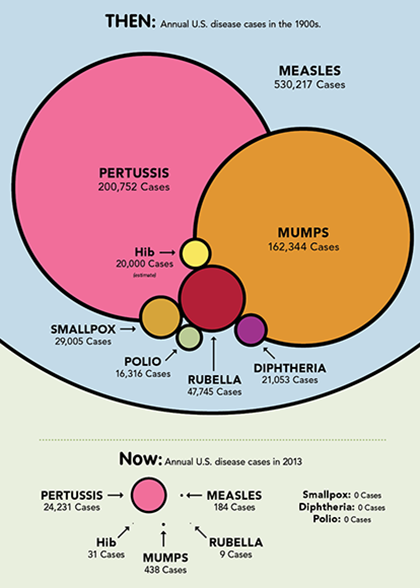 THEN: Annual U.S. disease cases in the 1900s.
MEASLES
530,217 Cases
PERTUSSIS
200,752 Cases
MUMPS
162,344 Cases
Hib
20,000 Cases
(estimated)
SMALLPOX
29,005 Cases
POLIO
16,316 Cases
RUBELLA
47,745 Cases
DIPHTHERIA
21,053 Cases
Now: Annual U.S. disease cases in 2013
PERTUSSIS
24,231 Cases
MEASLES
184 Cases
Smallpox: 0 Cases
Diphtheria: 0 Cases
Polio: 0 Cases
Hib
31 Cases
MUMPS
438 Cases
RUBELLA
9 Cases